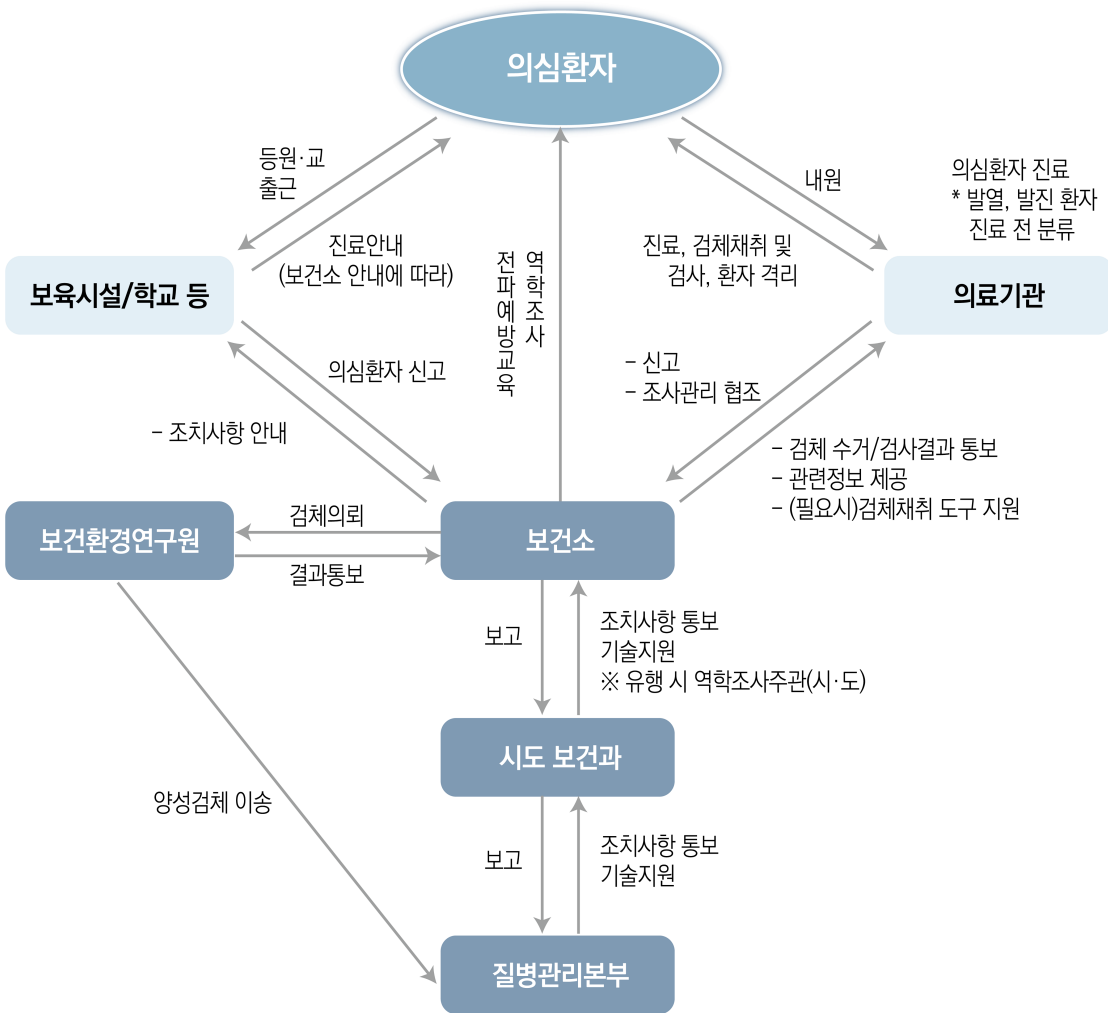 의심환자
등원·교
출근
내원
의심환자 진료
* 발열, 발진 환자
진료 전 분류
진료안내
(보건소 안내에 따라)
역학조사
전파예방교육
진료, 검체채취 및
검사, 환자 격리
보육시설/학교 등
의료기관
의심환자 신고
- 신고
- 조사관리 협조
- 조치사항 안내
- 검체 수거/검사결과 통보
- 관련정보 제공
- (필요시)검체채취 도구 지원
보건환경연구원
검체의뢰
결과통보
보건소
보고
조치사항 통보
기술지원
※ 유행 시 역학조사주관(시·도)
시도 보건과
양성검체 이송
보고
조치사항 통보
기술지원
질병관리본부